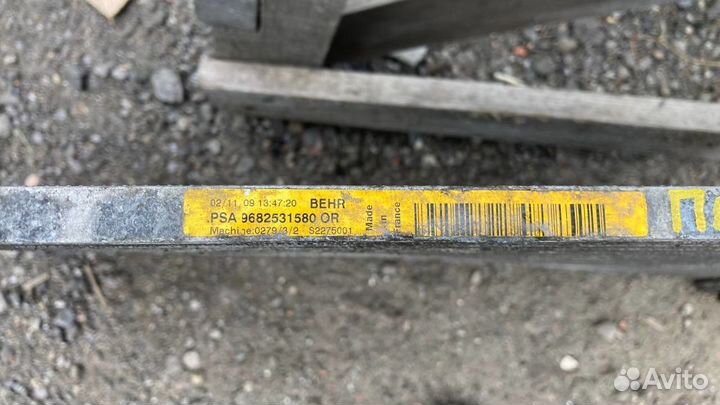 02/11 09 13:47:20 BEHR
PSA 9682531580 OR
Machine:0279/3/2 S2275001
Made
in
France
Avito